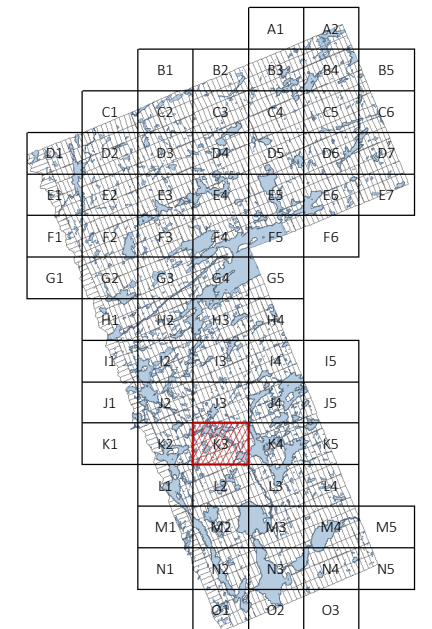 A1 A2
B1 B2 B3 B4 B5
C1 C2 C3 C4 C5 C6
D1 D2 D3 D4 D5 D6 D7
E1 E2 E3 E4 E5 E6 E7
F1 F2 F3 F4 F5 F6
G1 G2 G3 G4 G5
H1 H2 H3 H4
I1 I2 I3 I4 I5
J1 J2 J3 J4 J5
K1 K2 K3 K4 K5
L1 L2 L3 L4
M1 M2 M3 M4 M5
N1 N2 N3 N4 N5
O1 O2 O3